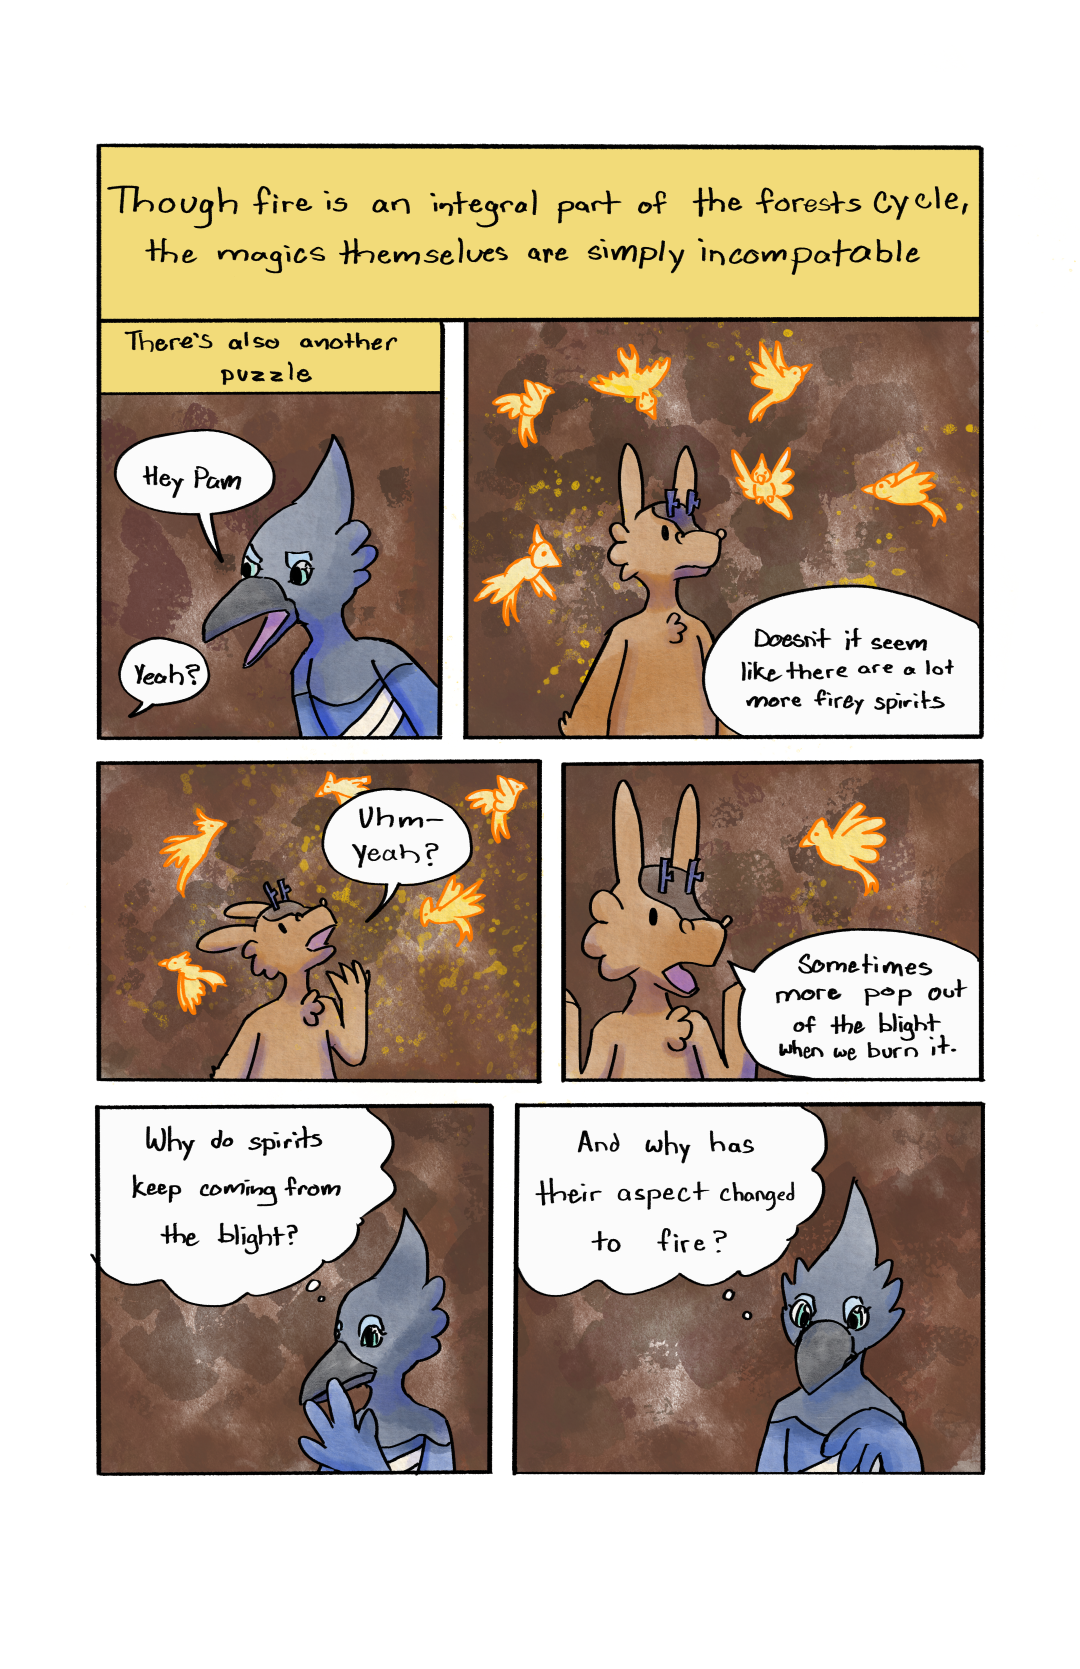 Though fire is an integral part of the forests cycle,
the magics themselves are simply incompatable
There's also another
puzzle
Hey Pam
Yeah?
Doesn't it seem
like there are a lot
more firey spirits
Uhm-
Yeah?
Sometimes
more pop out
of the blight
when we burn it.
Why do spirits
keep coming from
the blight?
And why has
their aspect changed
to fire?